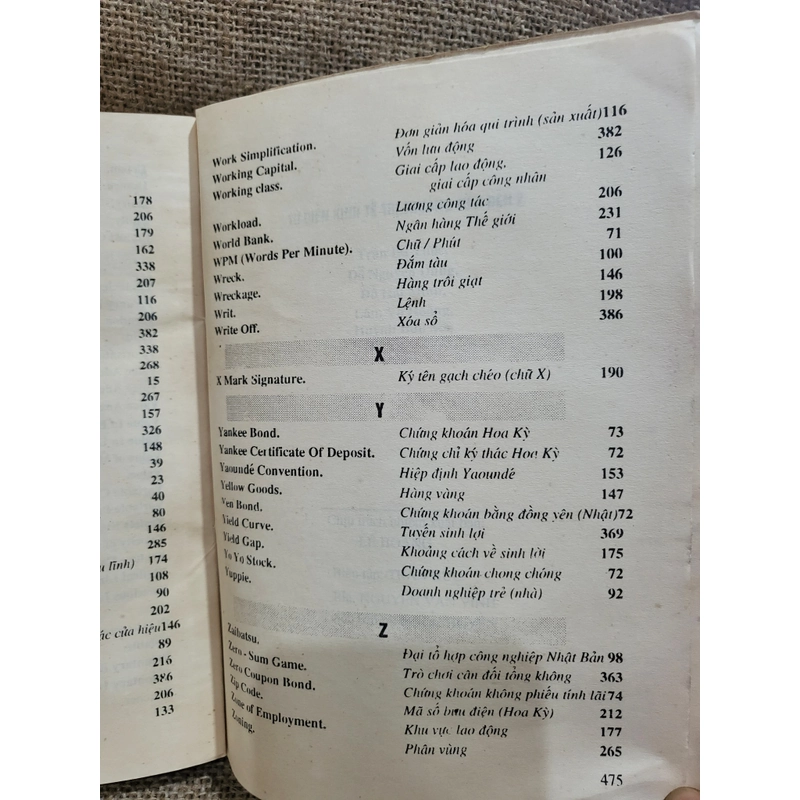 178
206
179
162
338
207
116
206
382
338
268
15
267
157
326
148
39
23
40
80
146
285
lĩnh) 174
108
90
202
các cửa hiệu 146
89
216
386
206
133
Work Simplification. Đơn giản hóa qui trình (sản xuất) 116
Working Capital. Vốn lưu động 382
Working class. Giai cấp lao động, 126
giai cấp công nhân
Workload. Lương công tác 206
World Bank. Ngân hàng Thế giới 231
WPM (Words Per Minute). Chữ / Phút 71
Wreck. Đắm tàu 100
Wreckage. Hàng trôi giạt 146
Writ. Lệnh 198
Write Off. Xóa sổ 386
X
X Mark Signature. Ký tên gạch chéo (chữ X) 190
Y
Yankee Bond. Chứng khoán Hoa Kỳ 73
Yankee Certificate Of Deposit. Chứng chỉ ký thác Hoa Kỳ 72
Yaoundé Convention. Hiệp định Yaoundé 153
Yellow Goods. Hàng vàng 147
Yen Bond. Chứng khoán bằng đồng yên (Nhật) 72
Yield Curve. Tuyến sinh lợi 369
Yield Gap. Khoảng cách về sinh lời 175
Yo Yo Stock. Chứng khoán chong chóng 72
Yuppie. Doanh nghiệp trẻ (nhà) 92
Z
Zaibatsu. Đại tổ hợp công nghiệp Nhật Bản 98
Zero - Sum Game. Trò chơi cân đối tổng không 363
Zero Coupon Bond. Chứng khoán không phiếu tính lãi 74
Zip Code. Mã số bưu điện (Hoa Kỳ) 212
Zone of Employment. Khu vực lao động 177
Zoning. Phân vùng 265
475